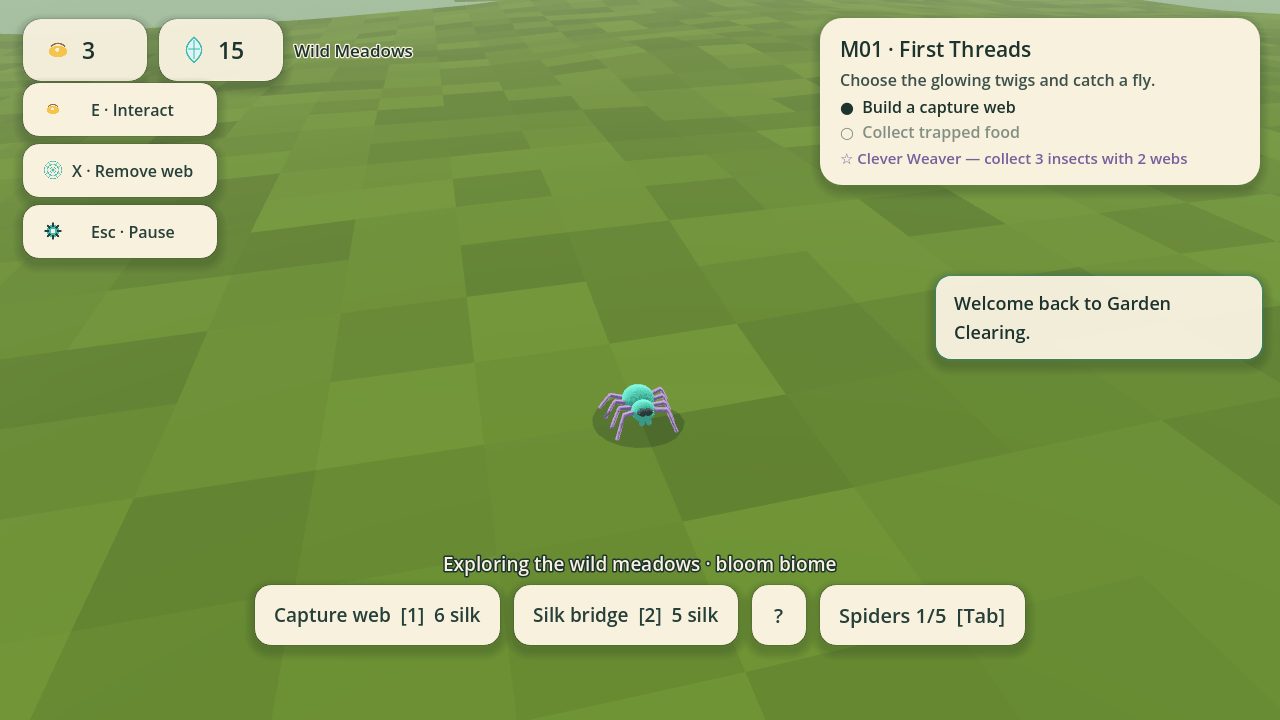 3
15
Wild Meadows
E · Interact
X · Remove web
Esc · Pause
M01 · First Threads
Choose the glowing twigs and catch a fly.
● Build a capture web
○ Collect trapped food
☆ Clever Weaver — collect 3 insects with 2 webs
Welcome back to Garden
Clearing.
Exploring the wild meadows · bloom biome
Capture web [1] 6 silk
Silk bridge [2] 5 silk
?
Spiders 1/5 [Tab]